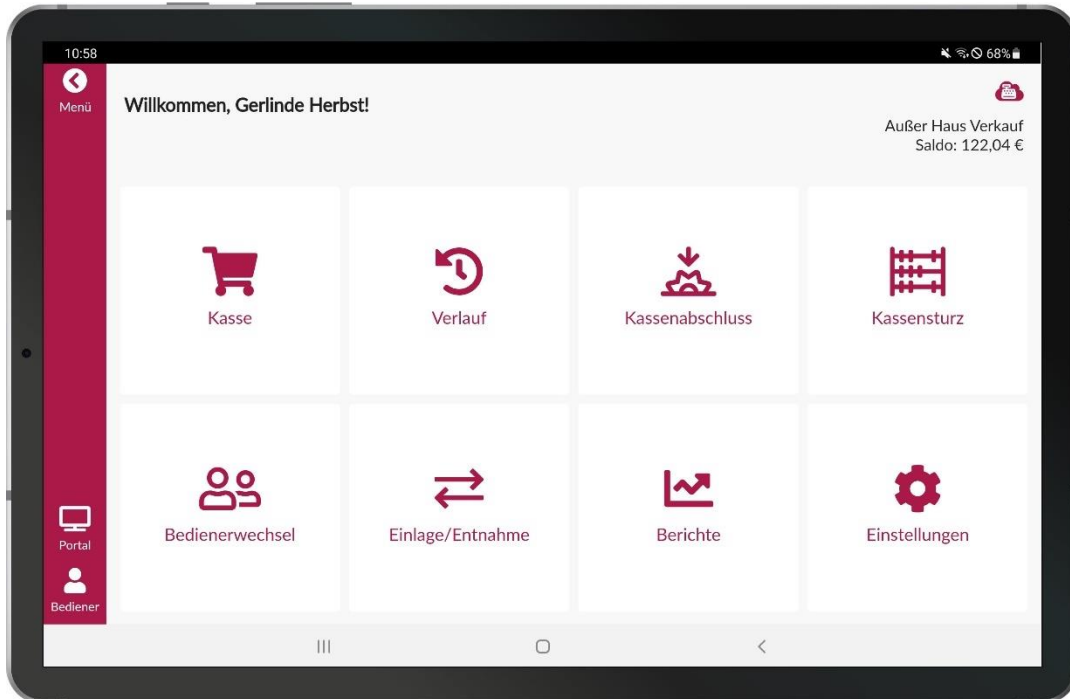 10:58
68%
Menü
Willkommen, Gerlinde Herbst!
Außer Haus Verkauf
Saldo: 122,04 €
Kasse
Verlauf
Kassenabschluss
Kassensturz
Bedienerwechsel
Einlage/Entnahme
Berichte
Einstellungen
Portal
Bediener